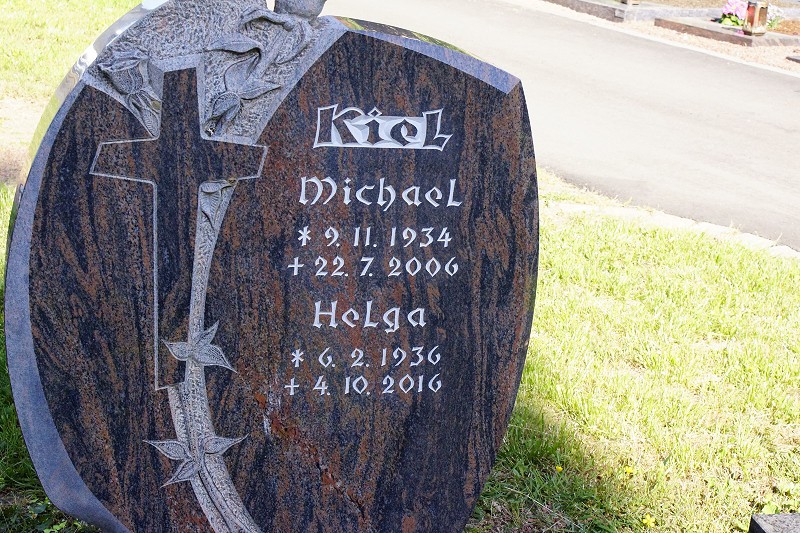 Kiel
Michael
* 9. 11. 1934
+ 22. 7. 2006
Helga
* 6. 2. 1936
+ 4. 10. 2016